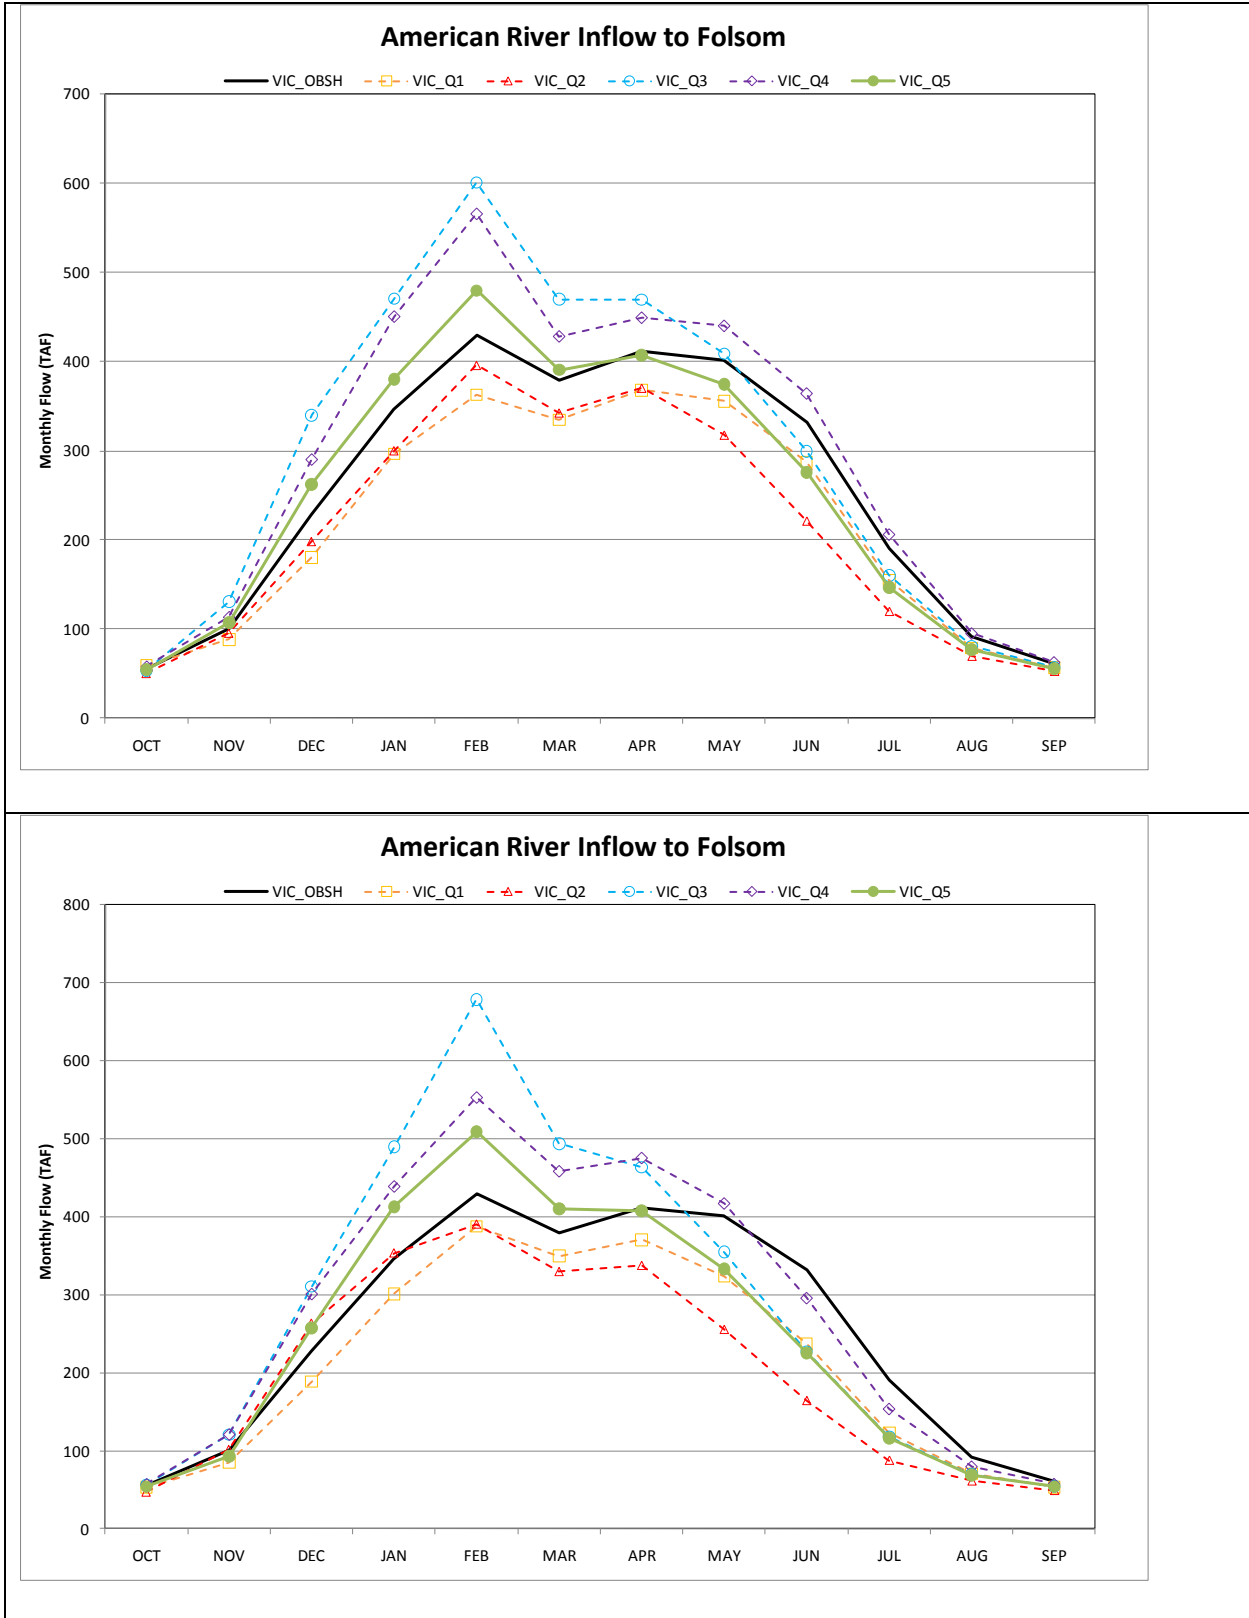 American River Inflow to Folsom
VIC_OBSH VIC_Q1 VIC_Q2 VIC_Q3 VIC_Q4 VIC_Q5
Monthly Flow (TAF)
700
600
500
400
300
200
100
0
OCT NOV DEC JAN FEB MAR APR MAY JUN JUL AUG SEP
American River Inflow to Folsom
VIC_OBSH VIC_Q1 VIC_Q2 VIC_Q3 VIC_Q4 VIC_Q5
Monthly Flow (TAF)
800
700
600
500
400
300
200
100
0
OCT NOV DEC JAN FEB MAR APR MAY JUN JUL AUG SEP